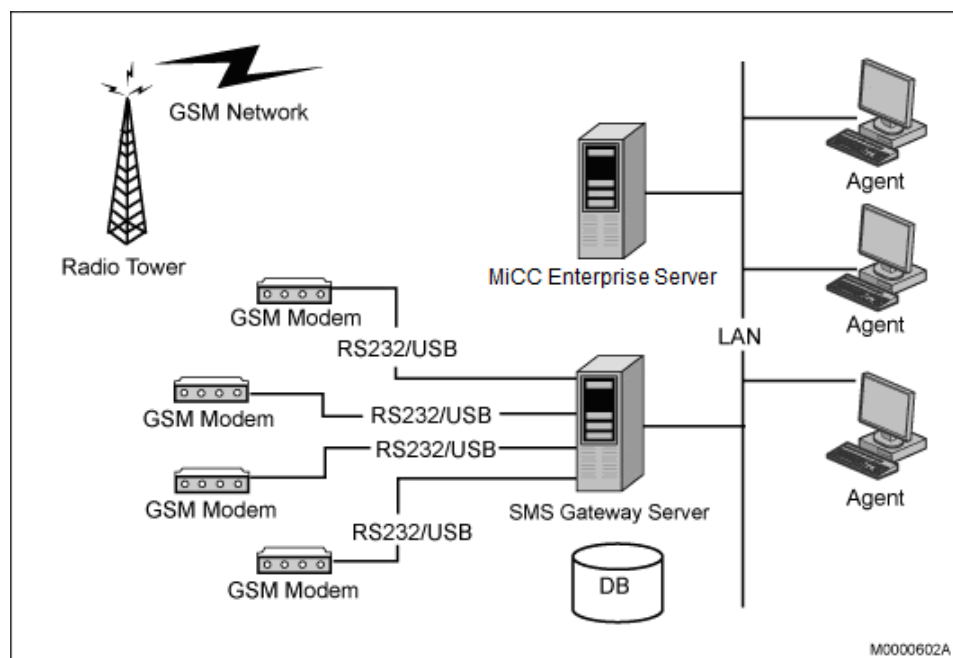 GSM Network
Radio Tower
Agent
MiCC Enterprise Server
GSM Modem
Agent
LAN
RS232/USB
GSM Modem
RS232/USB
RS232/USB
GSM Modem
SMS Gateway Server
Agent
RS232/USB
GSM Modem
DB
M0000602A